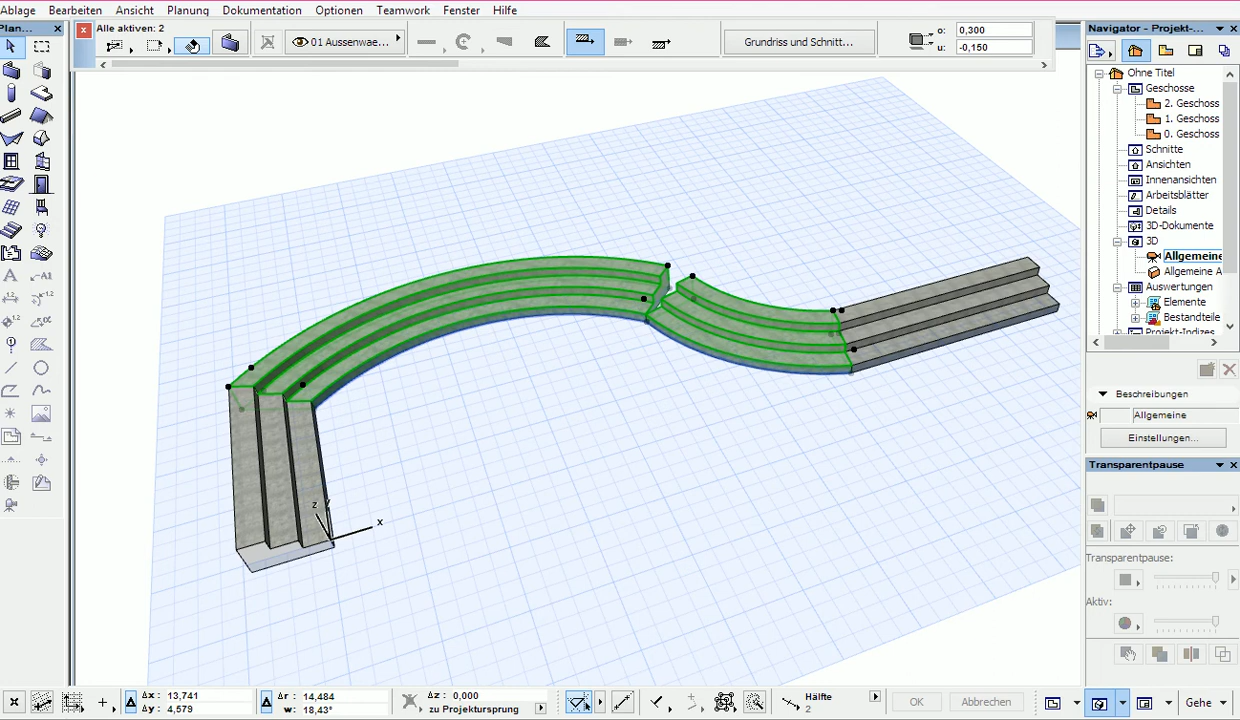 Ablage Bearbeiten Ansicht Planung Dokumentation Optionen Teamwork Fenster Hilfe
Plan...
Alle aktiven: 2
01 Aussenwae...
Grundriss und Schnitt...
o: 0,300
u: -0,150
Navigator - Projekt-...
Ohne Titel
Geschosse
2. Geschoss
1. Geschoss
0. Geschoss
Schnitte
Ansichten
Innenansichten
Arbeitsblätter
Details
3D-Dokumente
3D
Allgemeine
Allgemeine A
Auswertungen
Elemente
Bestandteile
Projekt-Indizes
Beschreibungen
Allgemeine
Einstellungen...
Transparentpause
Transparentpause:
Aktiv:
A
A1
z
x
Δx: 13,741
Δy: 4,579
Δr: 14,484
w: 18,43°
Δz: 0,000
zu Projektursprung
Hälfte
2
OK
Abbrechen
Gehe